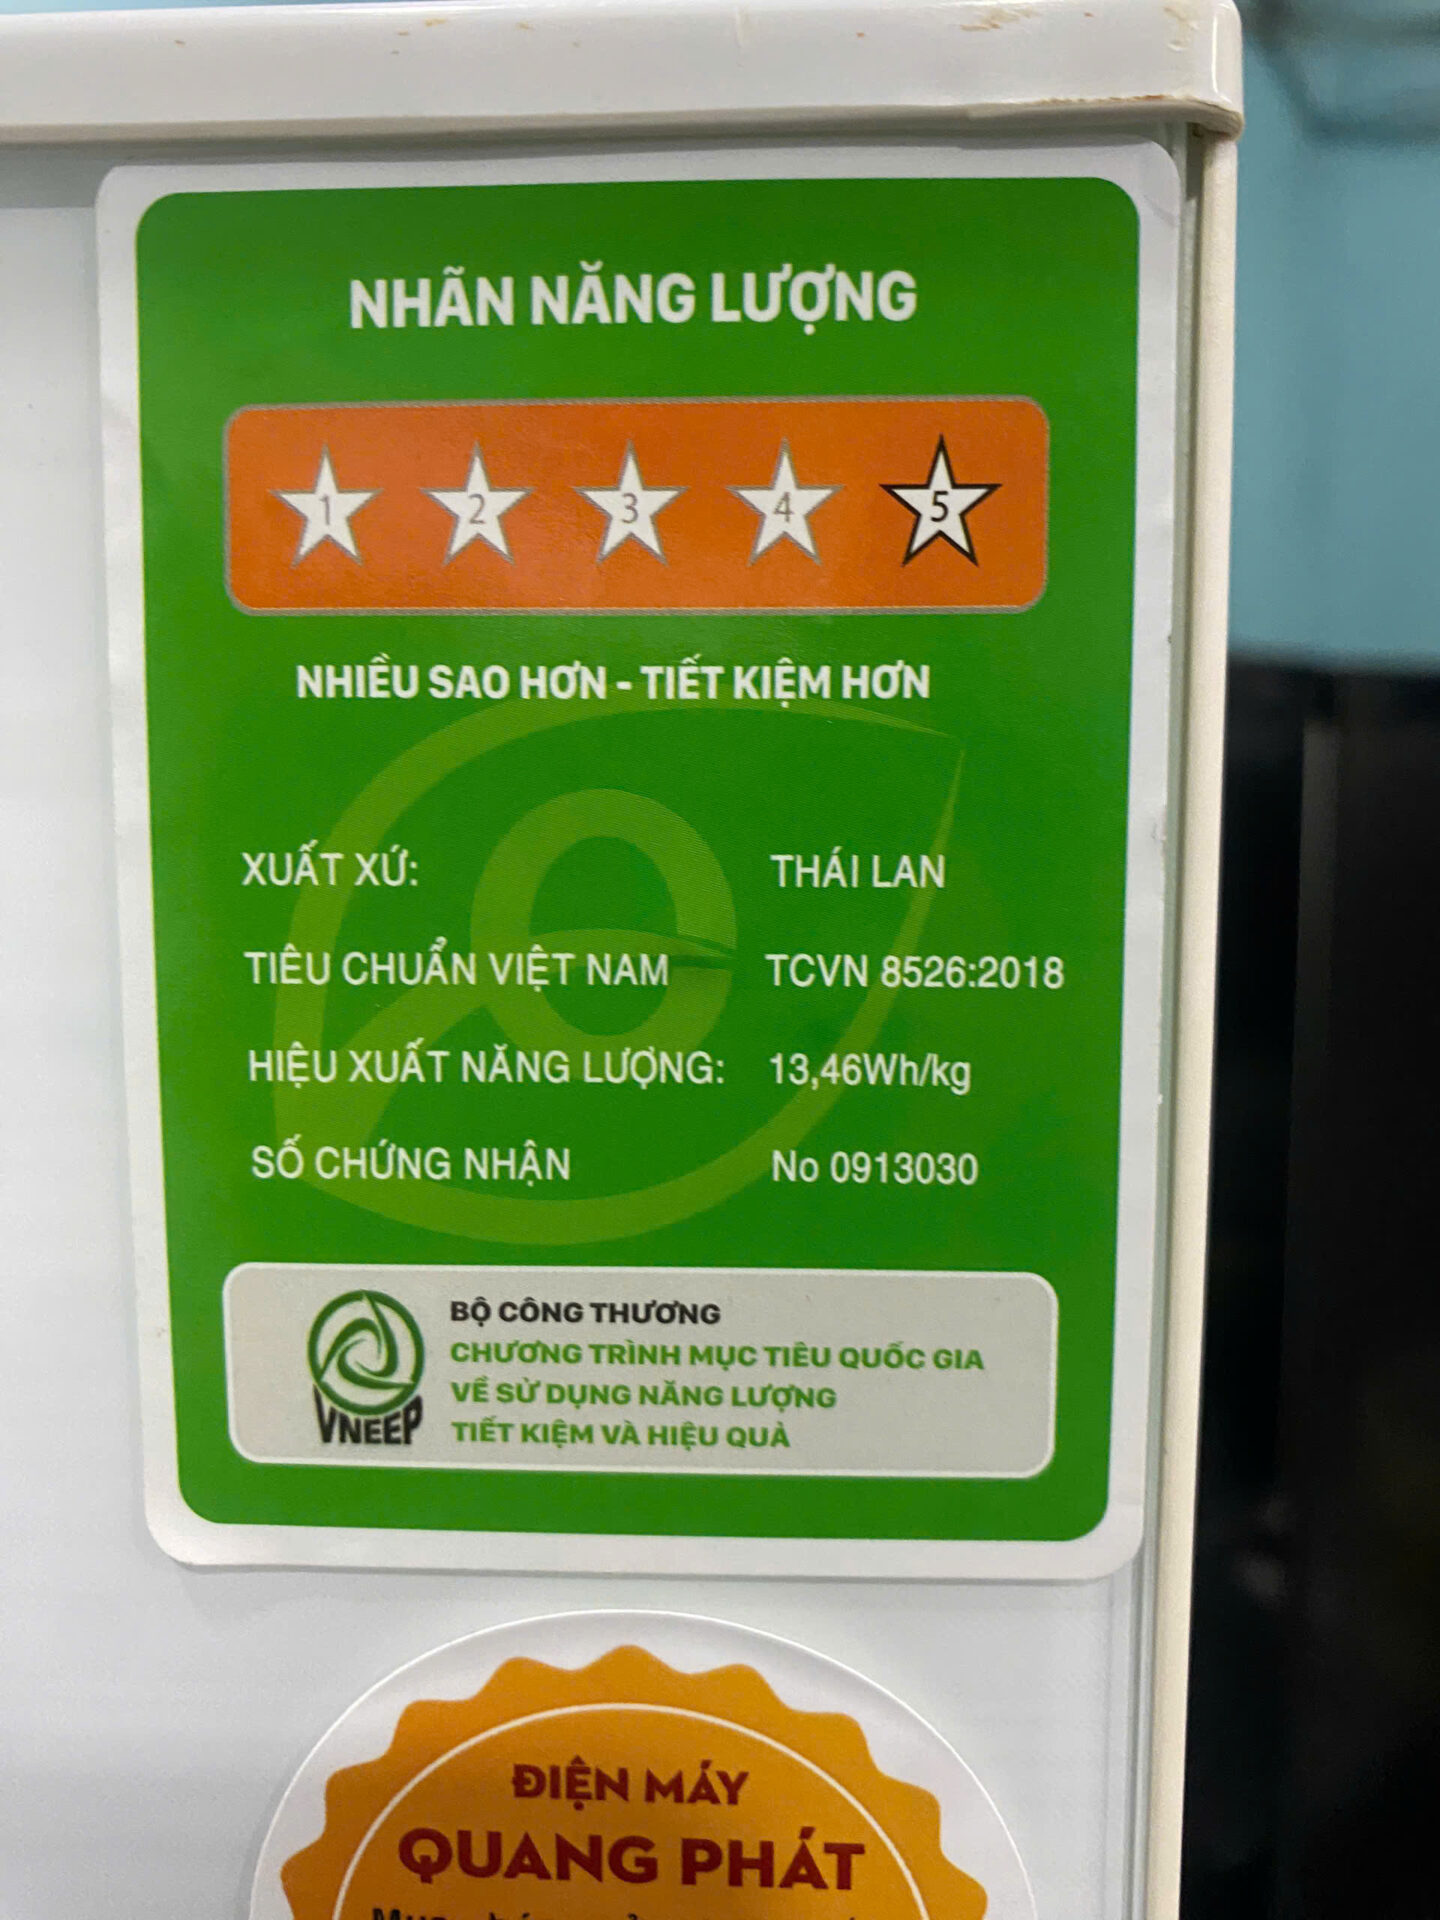 NHÃN NĂNG LƯỢNG
1 2 3 4 5
NHIỀU SAO HƠN - TIẾT KIỆM HƠN
XUẤT XỨ: THÁI LAN
TIÊU CHUẨN VIỆT NAM TCVN 8526:2018
HIỆU XUẤT NĂNG LƯỢNG: 13,46Wh/kg
SỐ CHỨNG NHẬN No 0913030
BỘ CÔNG THƯƠNG
CHƯƠNG TRÌNH MỤC TIÊU QUỐC GIA
VỀ SỬ DỤNG NĂNG LƯỢNG
TIẾT KIỆM VÀ HIỆU QUẢ
VNEEP
ĐIỆN MÁY
QUANG PHÁT